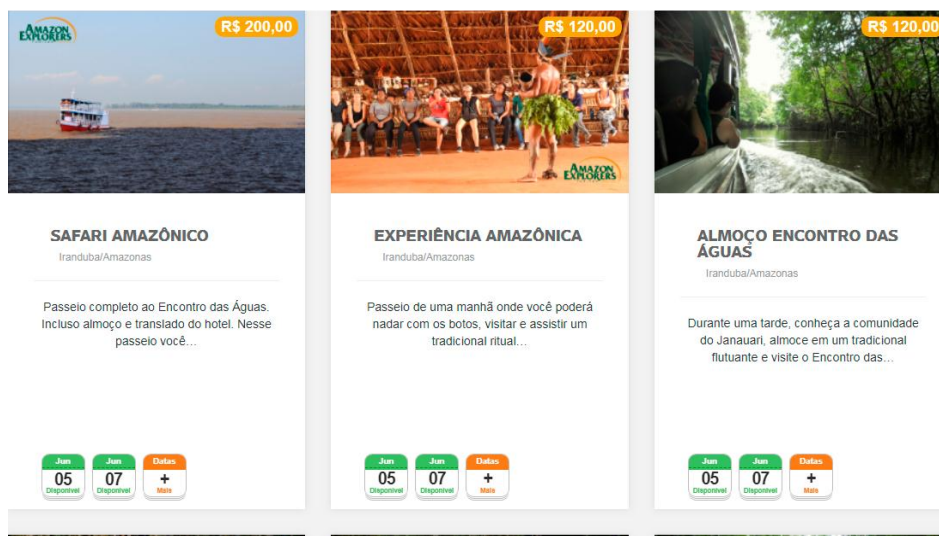 AMAZON
EXPLORERS
R$ 200,00
SAFARI AMAZÔNICO
Iranduba/Amazonas
Passeio completo ao Encontro das Águas.
Incluso almoço e translado do hotel. Nesse
passeio você…
Jun
05
Disponível
Jun
07
Disponível
Datas
+
Mais
R$ 120,00
AMAZON
EXPLORERS
EXPERIÊNCIA AMAZÔNICA
Iranduba/Amazonas
Passeio de uma manhã onde você poderá
nadar com os botos, visitar e assistir um
tradicional ritual…
Jun
05
Disponível
Jun
07
Disponível
Datas
+
Mais
R$ 120,00
ALMOÇO ENCONTRO DAS
ÁGUAS
Iranduba/Amazonas
Durante uma tarde, conheça a comunidade
do Janauari, almoce em um tradicional
flutuante e visite o Encontro das…
Jun
05
Disponível
Jun
07
Disponível
Datas
+
Mais